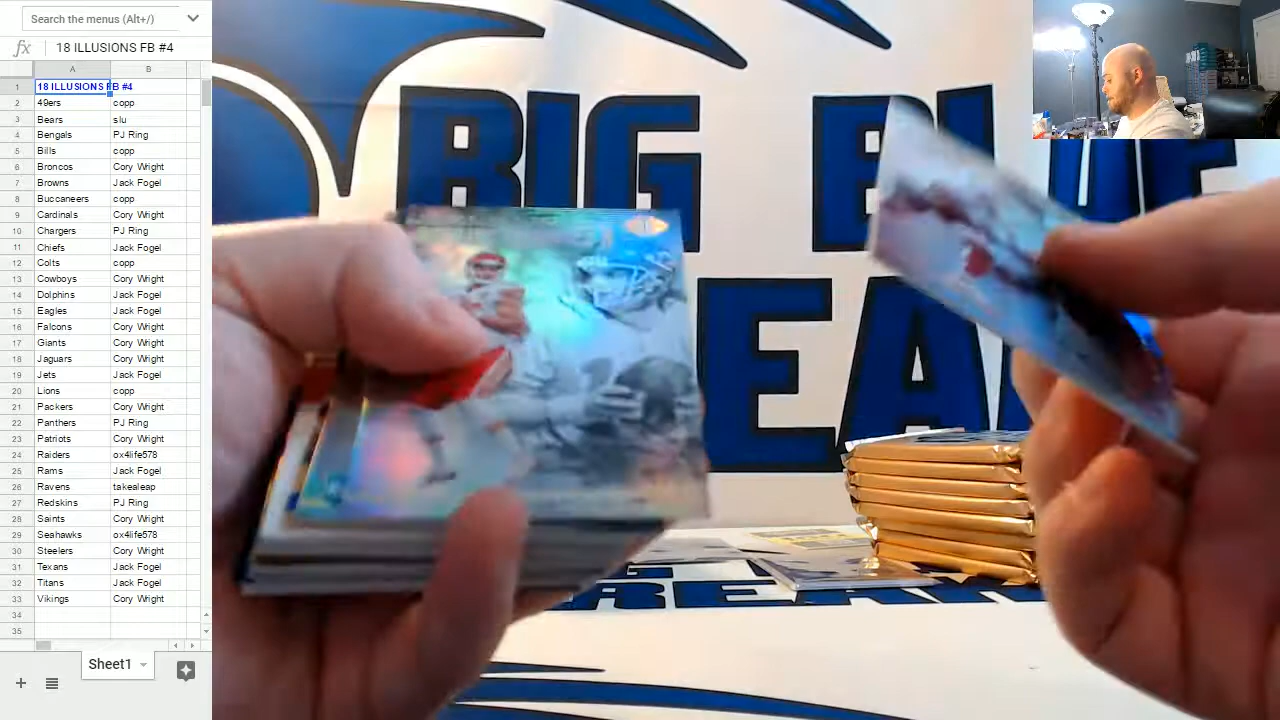 Search the menus (Alt+/)
fx 18 ILLUSIONS FB #4
A B
1 18 ILLUSIONS FB #4
2 49ers copp
3 Bears slu
4 Bengals PJ Ring
5 Bills copp
6 Broncos Cory Wright
7 Browns Jack Fogel
8 Buccaneers copp
9 Cardinals Cory Wright
10 Chargers PJ Ring
11 Chiefs Jack Fogel
12 Colts copp
13 Cowboys Cory Wright
14 Dolphins Jack Fogel
15 Eagles Jack Fogel
16 Falcons Cory Wright
17 Giants Cory Wright
18 Jaguars Cory Wright
19 Jets Jack Fogel
20 Lions copp
21 Packers Cory Wright
22 Panthers PJ Ring
23 Patriots Cory Wright
24 Raiders ox4life578
25 Rams Jack Fogel
26 Ravens takealeap
27 Redskins PJ Ring
28 Saints Cory Wright
29 Seahawks ox4life578
30 Steelers Cory Wright
31 Texans Jack Fogel
32 Titans Jack Fogel
33 Vikings Cory Wright
34
35
Sheet1
BIG BLUE
BREA